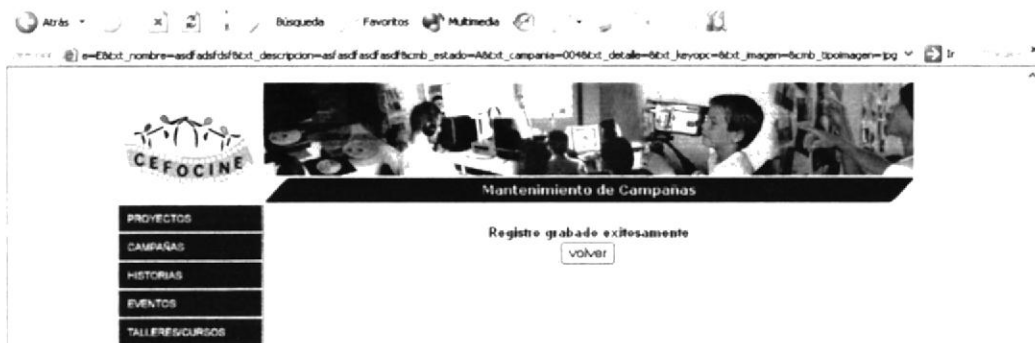 Atrás Búsqueda Favoritos Multimedia
e=E&txt_nombre=asdfadsfdsf&txt_descripcion=asfasdfasdfasdf&cmb_estado=A&txt_campania=004&txt_detalle=&txt_keyopc=&txt_imagen=&cmb_tipoimagen=jpg Ir
CEFOCINE
Mantenimiento de Campañas
PROYECTOS
Registro grabado exitosamente
CAMPAÑAS
volver
HISTORIAS
EVENTOS
TALLERES/CURSOS